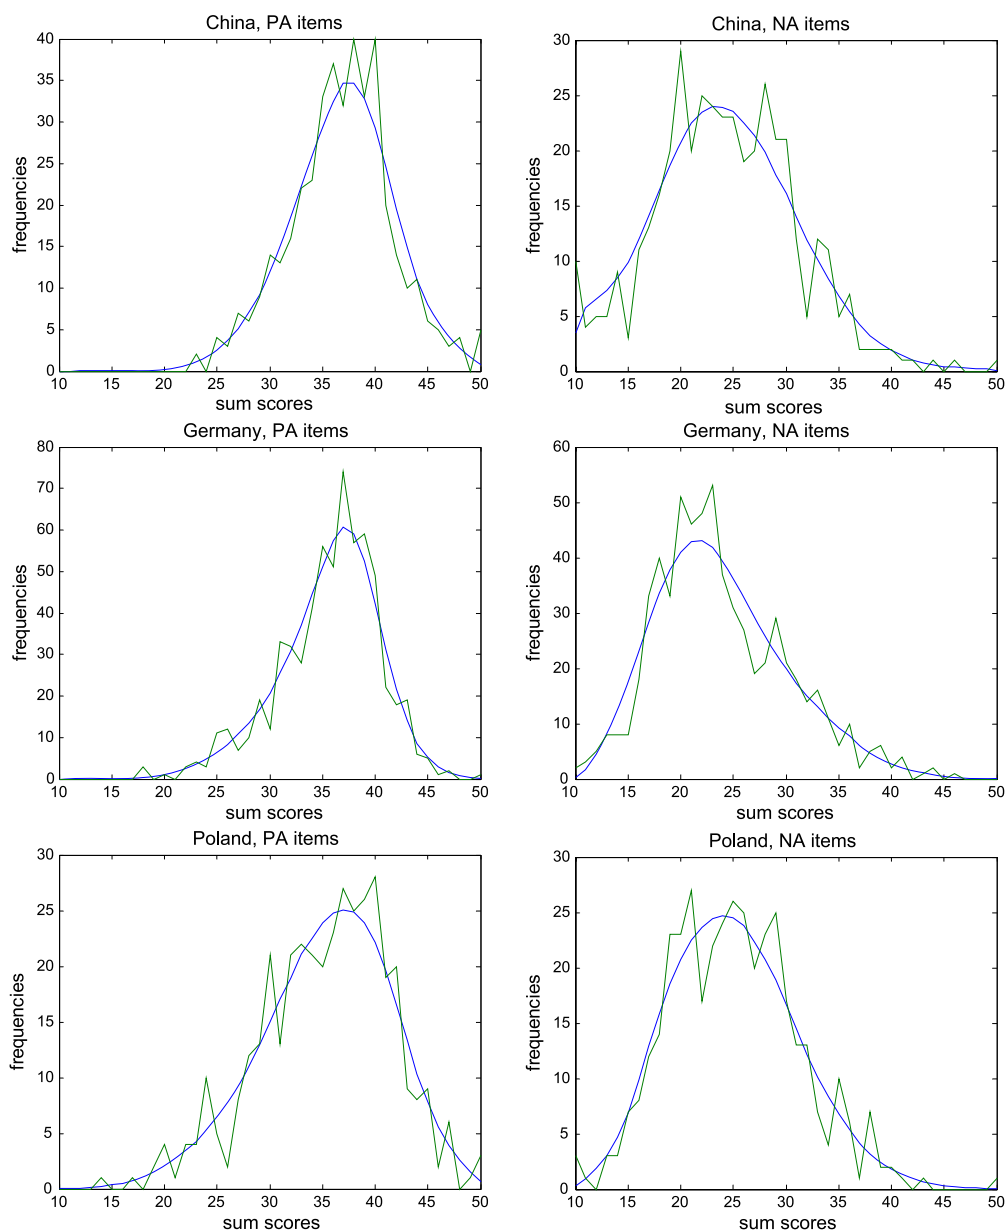 China, PA items
40
35
30
25
20
15
10
5
0
frequencies
10 15 20 25 30 35 40 45 50
sum scores
China, NA items
30
25
20
15
10
5
0
frequencies
10 15 20 25 30 35 40 45 50
sum scores
Germany, PA items
80
70
60
50
40
30
20
10
0
frequencies
10 15 20 25 30 35 40 45 50
sum scores
Germany, NA items
60
50
40
30
20
10
0
frequencies
10 15 20 25 30 35 40 45 50
sum scores
Poland, PA items
30
25
20
15
10
5
0
frequencies
10 15 20 25 30 35 40 45 50
sum scores
Poland, NA items
30
25
20
15
10
5
0
frequencies
10 15 20 25 30 35 40 45 50
sum scores